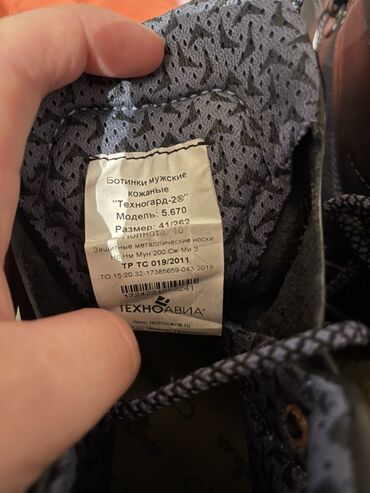 Ботинки мужские
кожаные
"Техногард-2®"
Модель: 5.670
Размер: 41/262
Полнота: 10
Защитные металлические носки
Нс Нм Мун 200 Сж Ми З
ТР ТС 019/2011
ТО 15.20.32-17385659-043-2019
ТЕХНОАВИА®
www.technoavia.ru